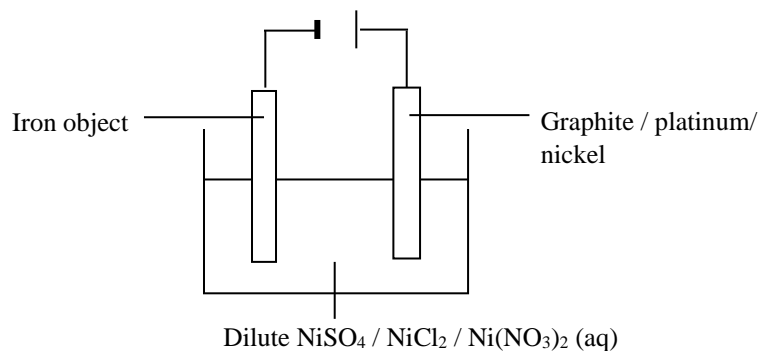 Iron object
Graphite / platinum/
nickel
Dilute NiSO₄ / NiCl₂ / Ni(NO₃)₂ (aq)